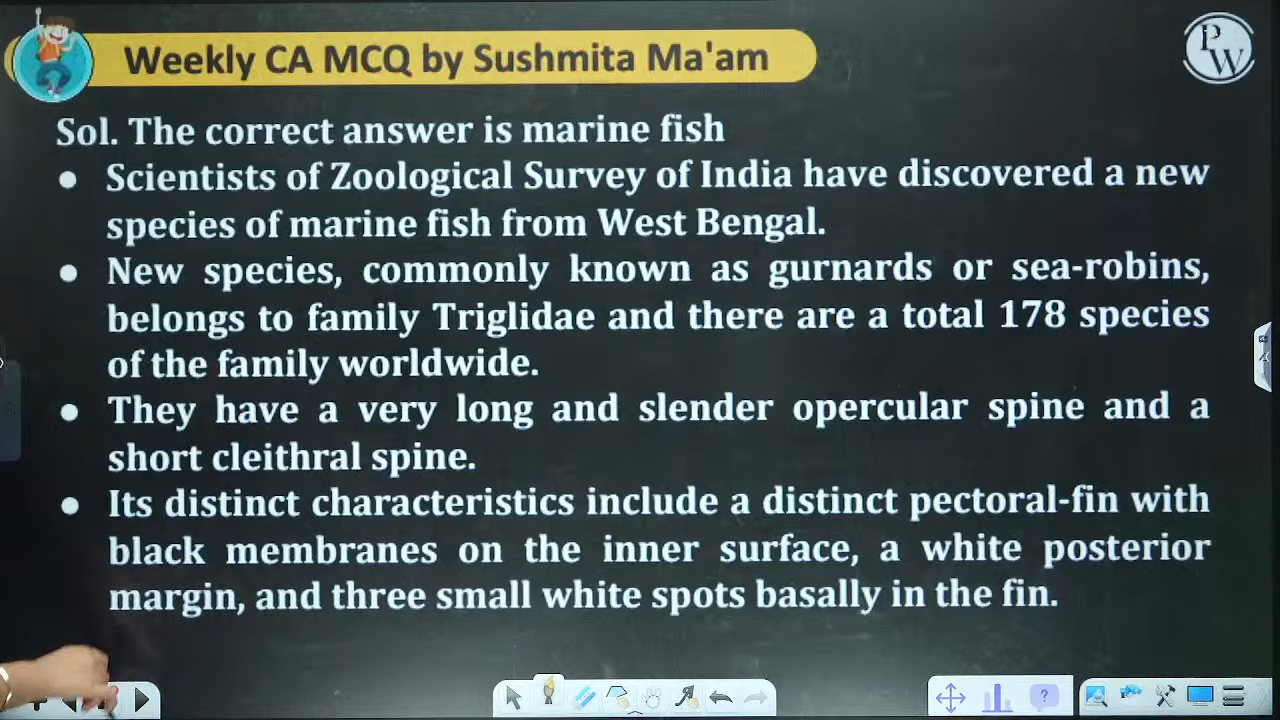 Weekly CA MCQ by Sushmita Ma'am
PW
Sol. The correct answer is marine fish
● Scientists of Zoological Survey of India have discovered a new
species of marine fish from West Bengal.
● New species, commonly known as gurnards or sea-robins,
belongs to family Triglidae and there are a total 178 species
of the family worldwide.
● They have a very long and slender opercular spine and a
short cleithral spine.
● Its distinct characteristics include a distinct pectoral-fin with
black membranes on the inner surface, a white posterior
margin, and three small white spots basally in the fin.